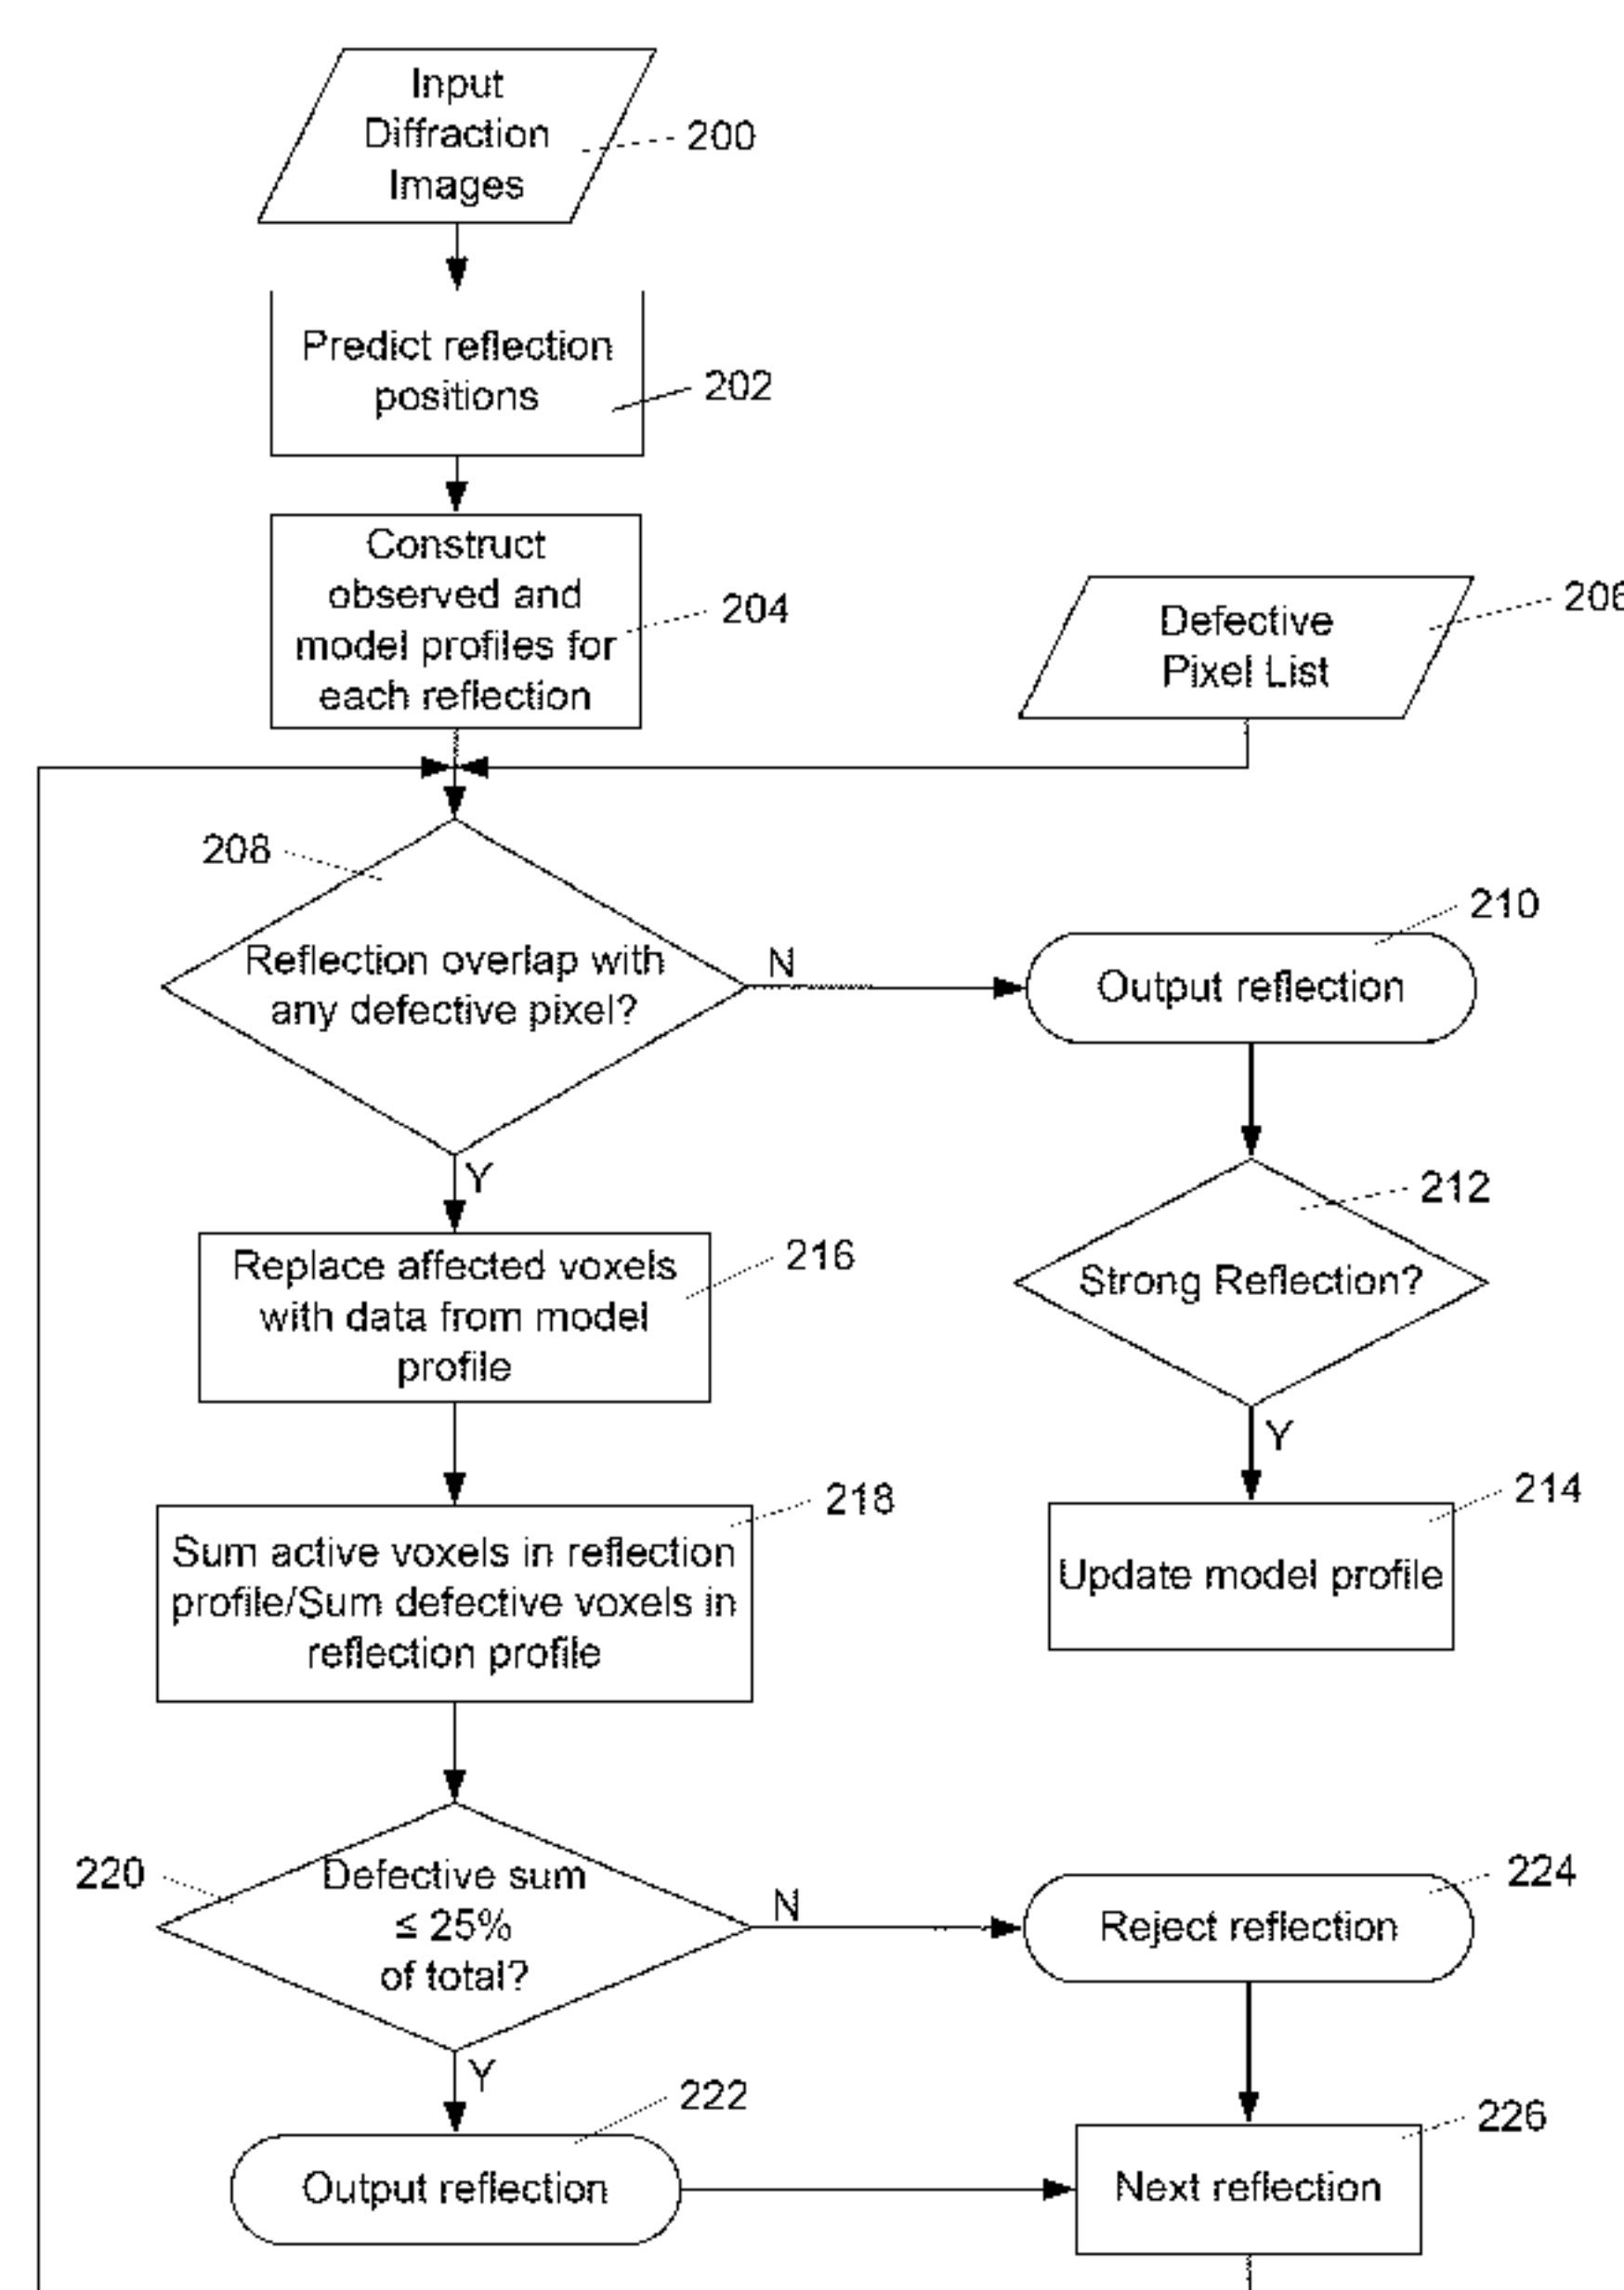 Input
Diffraction
Images
200
Predict reflection
positions
202
Construct
observed and
model profiles for
each reflection
204
Defective
Pixel List
206
208
Reflection overlap with
any defective pixel?
N
210
Output reflection
Y
212
Strong Reflection?
Replace affected voxels
with data from model
profile
216
Y
214
Update model profile
218
Sum active voxels in reflection
profile/Sum defective voxels in
reflection profile
220
Defective sum
≤ 25%
of total?
N
224
Reject reflection
Y
222
Output reflection
226
Next reflection